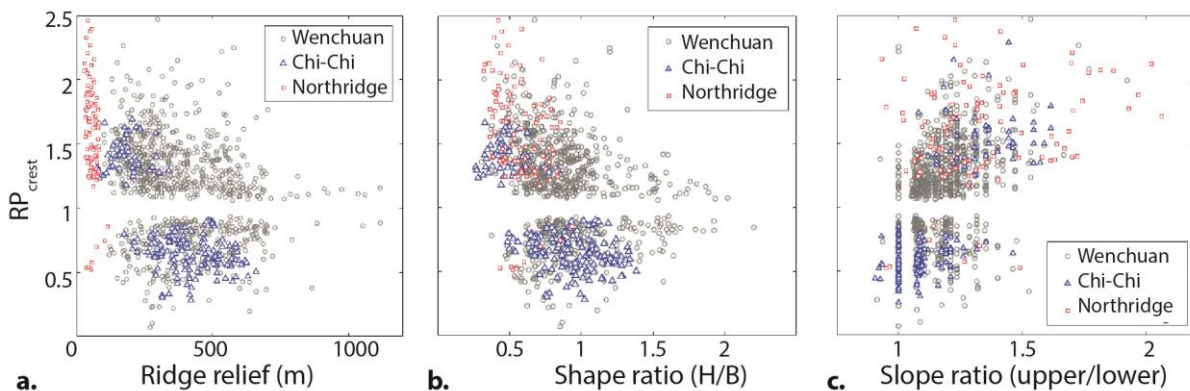 RP crest
2.5
2
1.5
1
0.5
Wenchuan
Chi-Chi
Northridge
0 500 1000
a. Ridge relief (m)
Wenchuan
Chi-Chi
Northridge
0.5 1 1.5 2
b. Shape ratio (H/B)
Wenchuan
Chi-Chi
Northridge
1 1.5 2
c. Slope ratio (upper/lower)